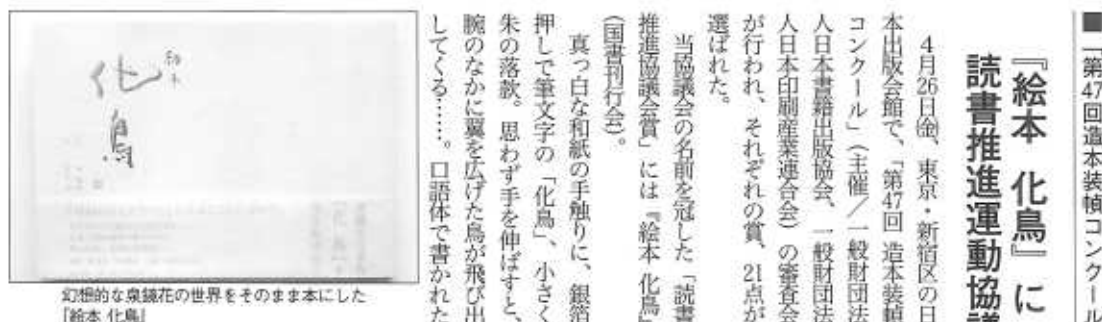 ■「第47回造本装幀コンクール
『絵本 化鳥』に
読書推進運動協議
4月26日㈮、東京・新宿区の日
本出版会館で、「第47回 造本装幀
コンクール」(主催/一般財団法
人日本書籍出版協会、一般財団法
人日本印刷産業連合会)の審査会
が行われ、それぞれの賞、21点が
選ばれた。
当協議会の名前を冠した「読書
推進協議会賞」には『絵本 化鳥』
(国書刊行会)。
真っ白な和紙の手触りに、銀箔
押しで筆文字の「化鳥」、小さく
朱の落款。思わず手を伸ばすと、
腕のなかに翼を広げた鳥が飛び出
してくる……。口語体で書かれた
絵本
化鳥
幻想的な泉鏡花の世界をそのまま本にした
『絵本 化鳥』